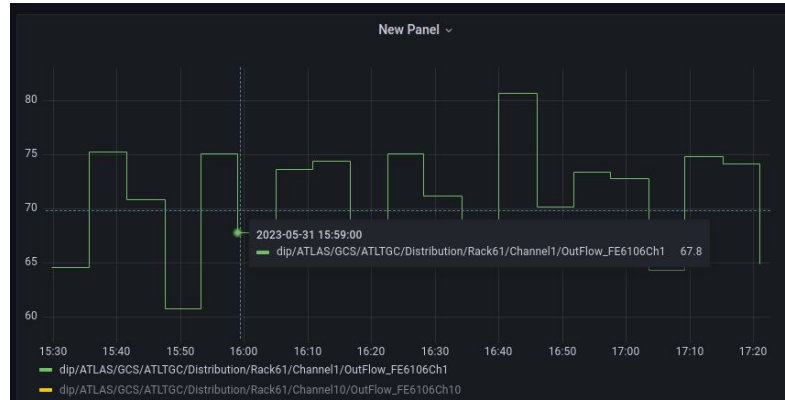 New Panel
80
75
70
65
60
2023-05-31 15:59:00
dip/ATLAS/GCS/ATLTGC/Distribution/Rack61/Channel1/OutFlow_FE6106Ch1 67.8
15:30 15:40 15:50 16:00 16:10 16:20 16:30 16:40 16:50 17:00 17:10 17:20
dip/ATLAS/GCS/ATLTGC/Distribution/Rack61/Channel1/OutFlow_FE6106Ch1
dip/ATLAS/GCS/ATLTGC/Distribution/Rack61/Channel10/OutFlow_FE6106Ch10